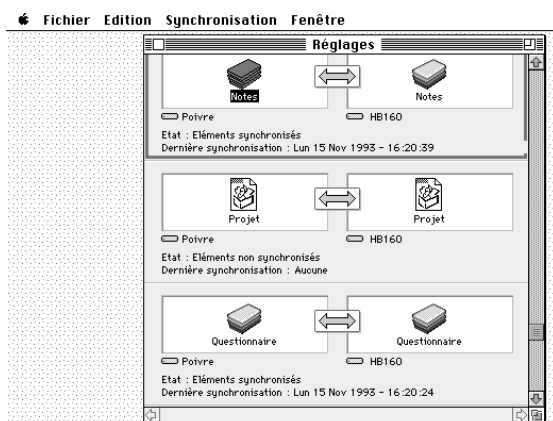 Fichier Edition Synchronisation Fenêtre
Réglages
Notes Notes
Poivre HB160
Etat : Eléments synchronisés
Dernière synchronisation : Lun 15 Nov 1993 - 16:20:39
Projet Projet
Poivre HB160
Etat : Eléments non synchronisés
Dernière synchronisation : Aucune
Questionnaire Questionnaire
Poivre HB160
Etat : Eléments synchronisés
Dernière synchronisation : Lun 15 Nov 1993 - 16:20:24